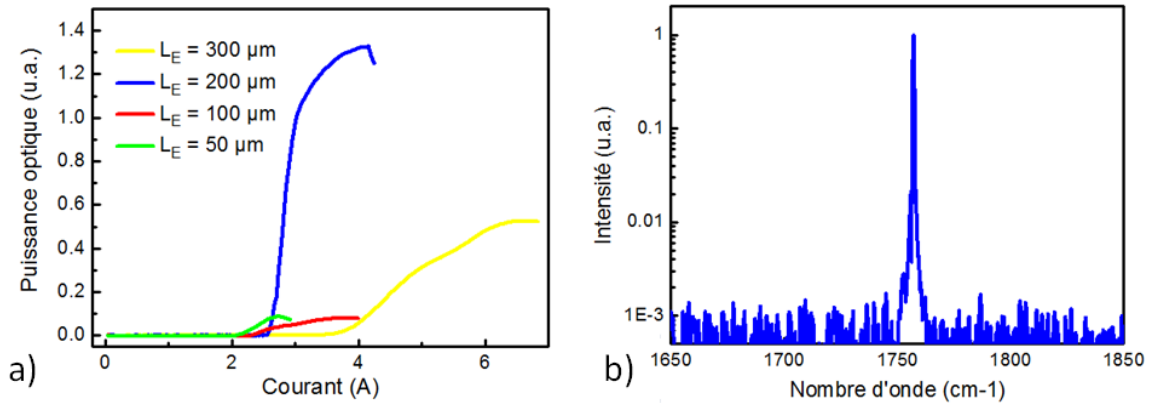 1.4
1.2
1.0
0.8
0.6
0.4
0.2
0.0
Puissance optique (u.a.)
L_E = 300 µm
L_E = 200 µm
L_E = 100 µm
L_E = 50 µm
0 2 4 6
Courant (A)
a)
1
0.1
0.01
1E-3
Intensité (u.a.)
1650 1700 1750 1800 1850
Nombre d'onde (cm-1)
b)